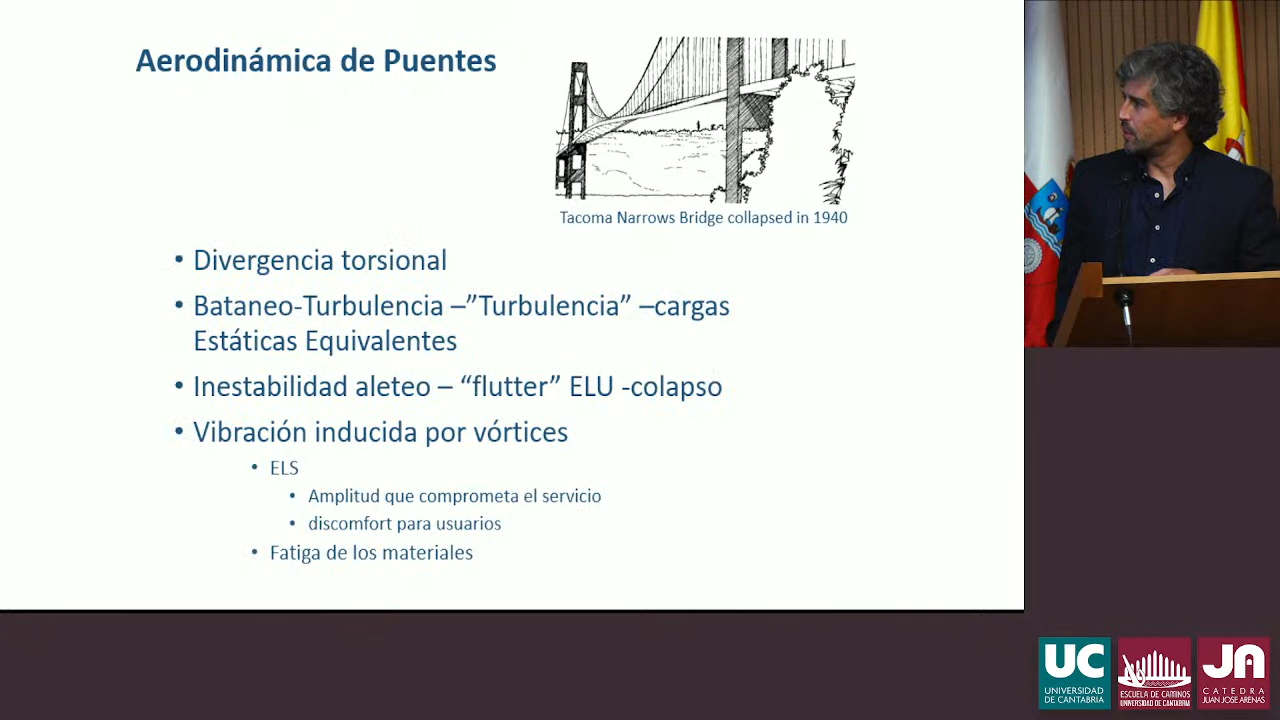 Aerodinámica de Puentes
Tacoma Narrows Bridge collapsed in 1940
• Divergencia torsional
• Bataneo-Turbulencia –”Turbulencia” –cargas
Estáticas Equivalentes
• Inestabilidad aleteo – “flutter” ELU -colapso
• Vibración inducida por vórtices
• ELS
• Amplitud que comprometa el servicio
• discomfort para usuarios
• Fatiga de los materiales
UC
UNIVERSIDAD
DE CANTABRIA
ESCUELA DE CAMINOS
UNIVERSIDAD DE CANTABRIA
JA
CATEDRA
JUAN JOSE ARENAS